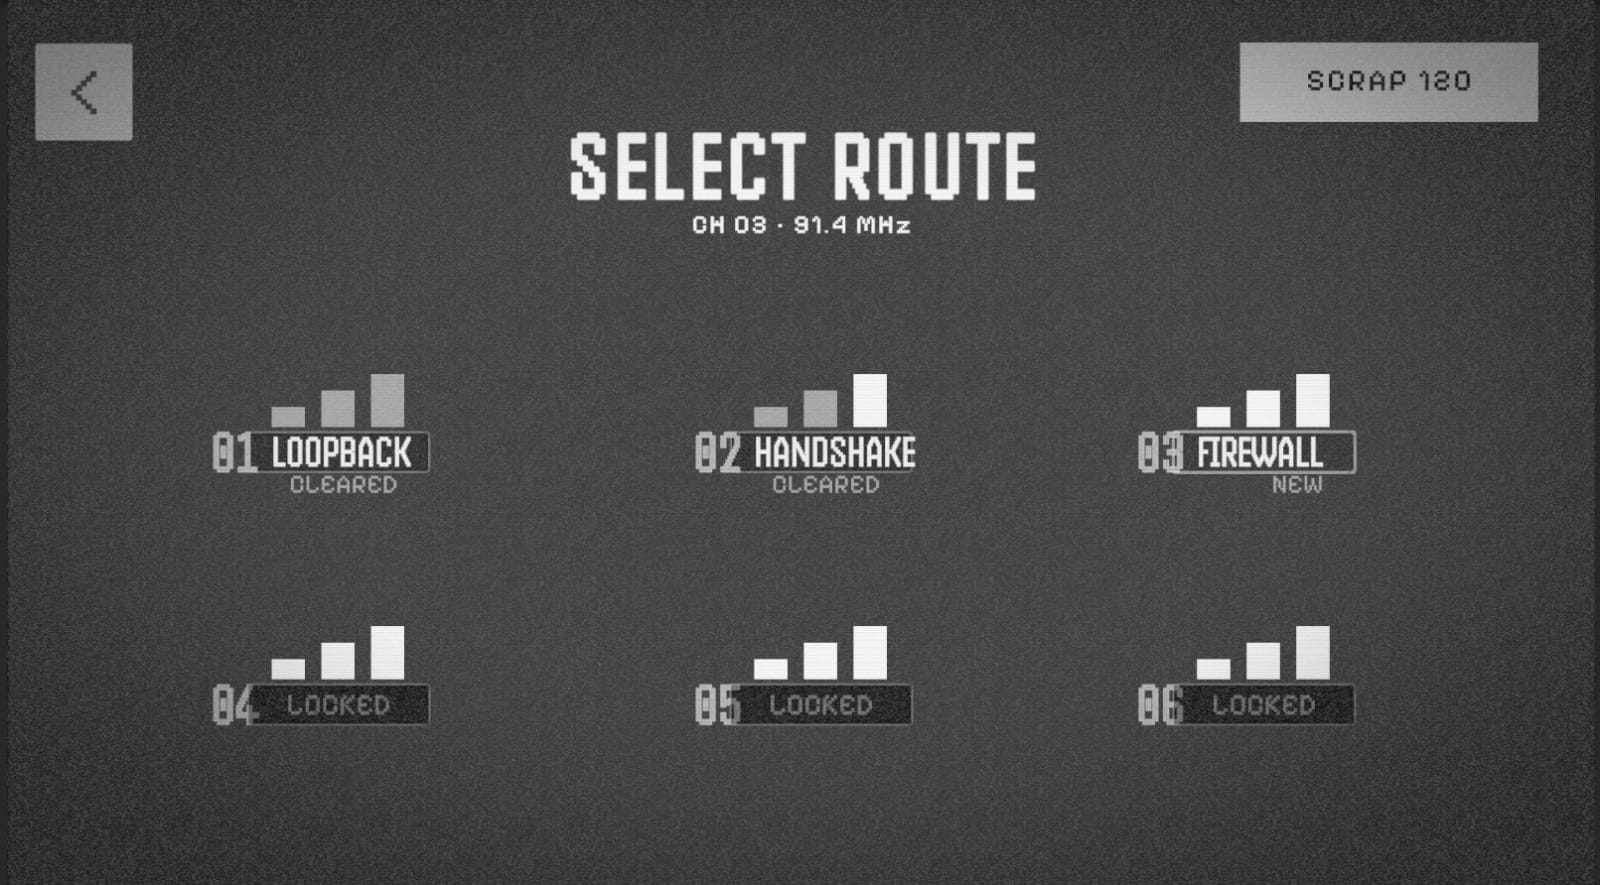 SCRAP 120
SELECT ROUTE
CH 03 · 91.4 MHz
01 LOOPBACK
CLEARED
02 HANDSHAKE
CLEARED
03 FIREWALL
NEW
04 LOCKED
05 LOCKED
06 LOCKED